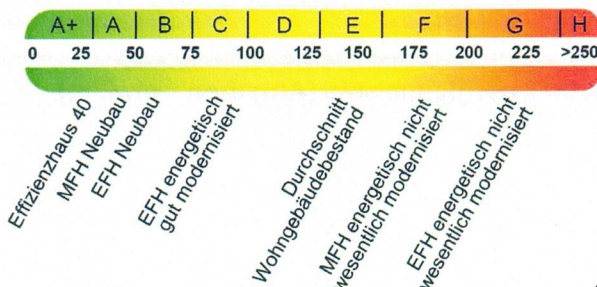 A+ A B C D E F G H
0 25 50 75 100 125 150 175 200 225 >250
Effizienzhaus 40
MFH Neubau
EFH Neubau
EFH energetisch
gut modernisiert
Durchschnitt
Wohngebäudebestand
MFH energetisch nicht
wesentlich modernisiert
EFH energetisch nicht
wesentlich modernisiert